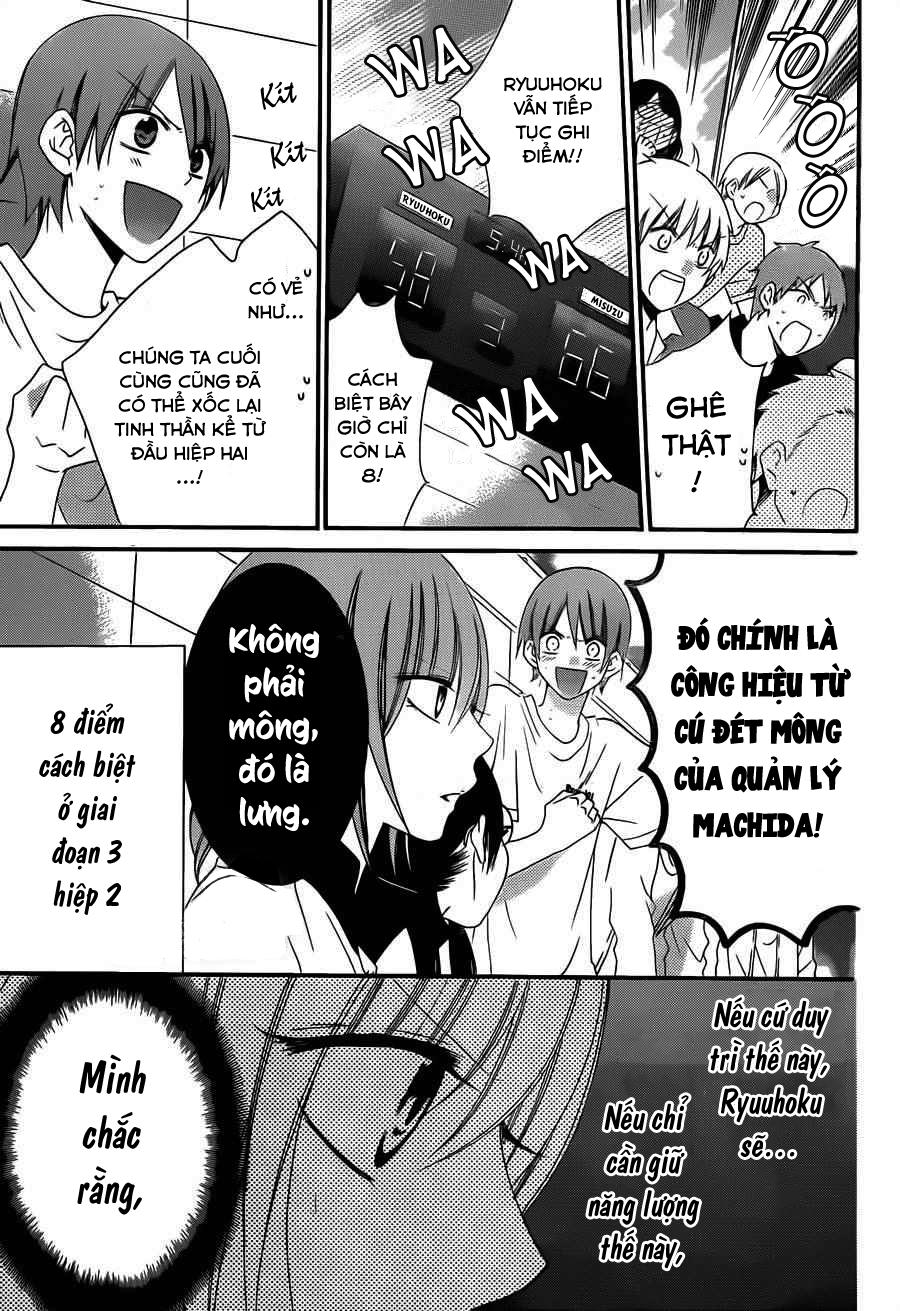 Ồ
Ồ
Ồ
Ồ
GHÊ
THẬT
!
RYUUHOKU
VẪN TIẾP
TỤC GHI
ĐIỂM!!
WA
WA
WA
WA
WA
WA
RYUUHOKU
58
3
MISUZU
66
CÁCH
BIỆT BÂY
GIỜ CHỈ
CÒN LÀ
8!
Kít
Kít
Kít
CÓ VẺ
NHƯ...
CHÚNG TA CUỐI
CÙNG CŨNG ĐÃ
CÓ THỂ XỐC LẠI
TINH THẦN KỂ TỪ
ĐẦU HIỆP HAI
...!
ĐÓ CHÍNH LÀ
CÔNG HIỆU TỪ
CÚ ĐÉT MÔNG
CỦA QUẢN LÝ
MACHIDA!
Không
phải
mông,
đó là
lưng.
8 điểm
cách biệt
ở giai
đoạn 3
hiệp 2
Nếu cứ duy
trì thế này,
Ryuuhoku
sẽ...
Nếu chỉ
cần giữ
năng lượng
thế này,
Mình
chắc
rằng,